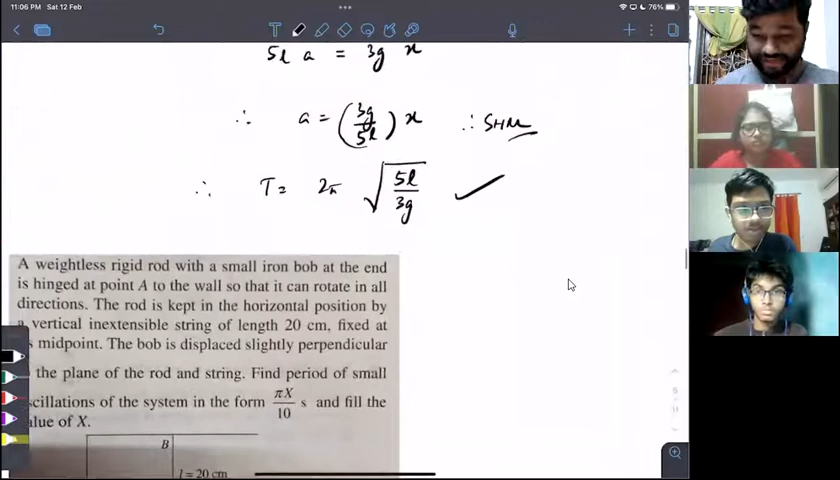 11:06 PM Sat 12 Feb
76%
5l a = 3g x
∴ a = (3g/5l) x ∴ SHM
∴ T= 2π √(5l/3g) ✓
A weightless rigid rod with a small iron bob at the end
is hinged at point A to the wall so that it can rotate in all
directions. The rod is kept in the horizontal position by
a vertical inextensible string of length 20 cm, fixed at
s midpoint. The bob is displaced slightly perpendicular
the plane of the rod and string. Find period of small
scillations of the system in the form πX/10 s and fill the
alue of X.
B
l = 20 cm